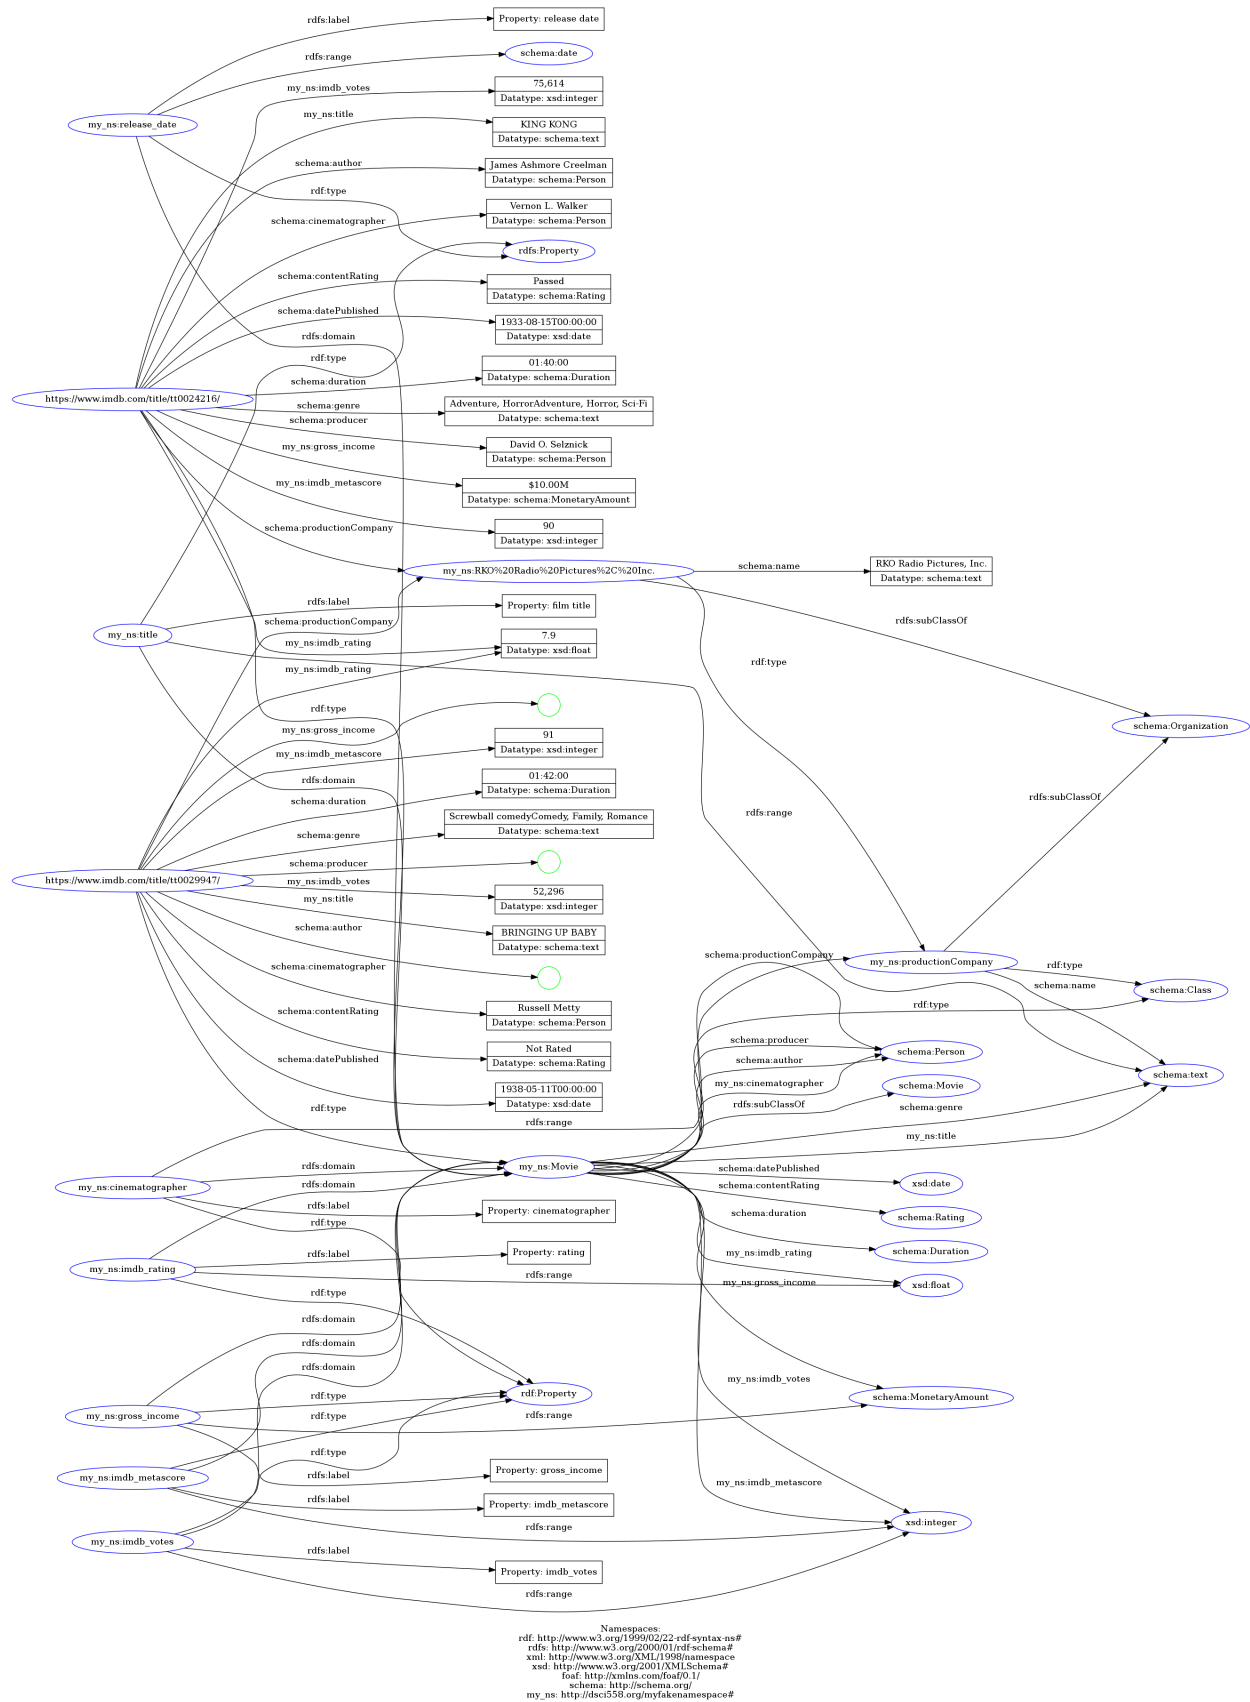 rdfs:label
Property: release date
rdfs:range
schema:date
my_ns:imdb_votes
75,614
Datatype: xsd:integer
my_ns:release_date
my_ns:title
KING KONG
Datatype: schema:text
schema:author
James Ashmore Creelman
Datatype: schema:Person
rdf:type
schema:cinematographer
Vernon L. Walker
Datatype: schema:Person
rdfs:Property
schema:contentRating
Passed
Datatype: schema:Rating
schema:datePublished
1933-08-15T00:00:00
Datatype: xsd:date
rdfs:domain
rdf:type
01:40:00
Datatype: schema:Duration
schema:duration
https://www.imdb.com/title/tt0024216/
schema:genre
Adventure, HorrorAdventure, Horror, Sci-Fi
Datatype: schema:text
schema:producer
David O. Selznick
Datatype: schema:Person
my_ns:gross_income
$10.00M
Datatype: schema:MonetaryAmount
my_ns:imdb_metascore
90
Datatype: xsd:integer
schema:productionCompany
my_ns:RKO%20Radio%20Pictures%2C%20Inc.
schema:name
RKO Radio Pictures, Inc.
Datatype: schema:text
rdfs:label
Property: film title
my_ns:title
schema:productionCompany
rdfs:subClassOf
my_ns:imdb_rating
7.9
Datatype: xsd:float
rdf:type
my_ns:imdb_rating
rdf:type
my_ns:gross_income
schema:Organization
91
Datatype: xsd:integer
my_ns:imdb_metascore
rdfs:domain
01:42:00
Datatype: schema:Duration
schema:duration
rdfs:subClassOf
rdfs:range
Screwball comedyComedy, Family, Romance
Datatype: schema:text
schema:genre
schema:producer
https://www.imdb.com/title/tt0029947/
my_ns:imdb_votes
52,296
Datatype: xsd:integer
my_ns:title
BRINGING UP BABY
Datatype: schema:text
schema:author
schema:productionCompany
my_ns:productionCompany
rdf:type
schema:cinematographer
schema:name
schema:Class
Russell Metty
Datatype: schema:Person
schema:contentRating
rdf:type
Not Rated
Datatype: schema:Rating
schema:producer
schema:Person
schema:datePublished
schema:author
schema:text
1938-05-11T00:00:00
Datatype: xsd:date
my_ns:cinematographer
schema:Movie
rdf:type
rdfs:subClassOf
schema:genre
rdfs:range
my_ns:title
rdfs:domain
my_ns:Movie
schema:datePublished
my_ns:cinematographer
rdfs:domain
xsd:date
schema:contentRating
rdfs:label
Property: cinematographer
schema:duration
schema:Rating
rdf:type
my_ns:imdb_rating
rdfs:label
Property: rating
my_ns:imdb_rating
schema:Duration
rdfs:range
my_ns:gross_income
xsd:float
rdf:type
rdfs:domain
rdfs:domain
rdfs:domain
my_ns:imdb_votes
rdf:type
rdf:Property
schema:MonetaryAmount
my_ns:gross_income
rdf:type
rdfs:range
rdf:type
my_ns:imdb_metascore
rdfs:label
Property: gross_income
my_ns:imdb_metascore
rdfs:label
Property: imdb_metascore
rdfs:range
xsd:integer
my_ns:imdb_votes
rdfs:label
Property: imdb_votes
rdfs:range
Namespaces:
rdf: http://www.w3.org/1999/02/22-rdf-syntax-ns#
rdfs: http://www.w3.org/2000/01/rdf-schema#
xml: http://www.w3.org/XML/1998/namespace
xsd: http://www.w3.org/2001/XMLSchema#
foaf: http://xmlns.com/foaf/0.1/
schema: http://schema.org/
my_ns: http://dsci558.org/myfakenamespace#